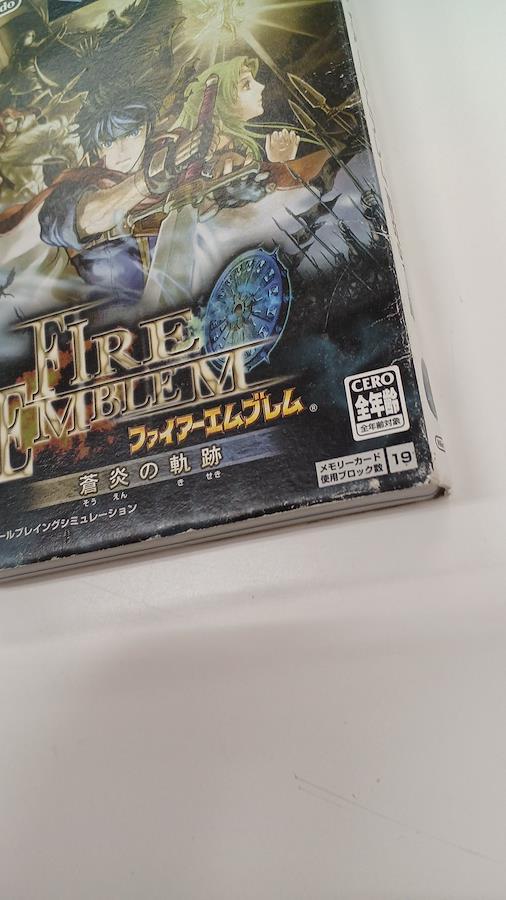 FIRE
EMBLEM
ファイアーエムブレム®
蒼炎の軌跡
そうえん きせき
ールプレイングシミュレーション
CERO
全年齢
全年齢対象
メモリーカード
使用ブロック数 19